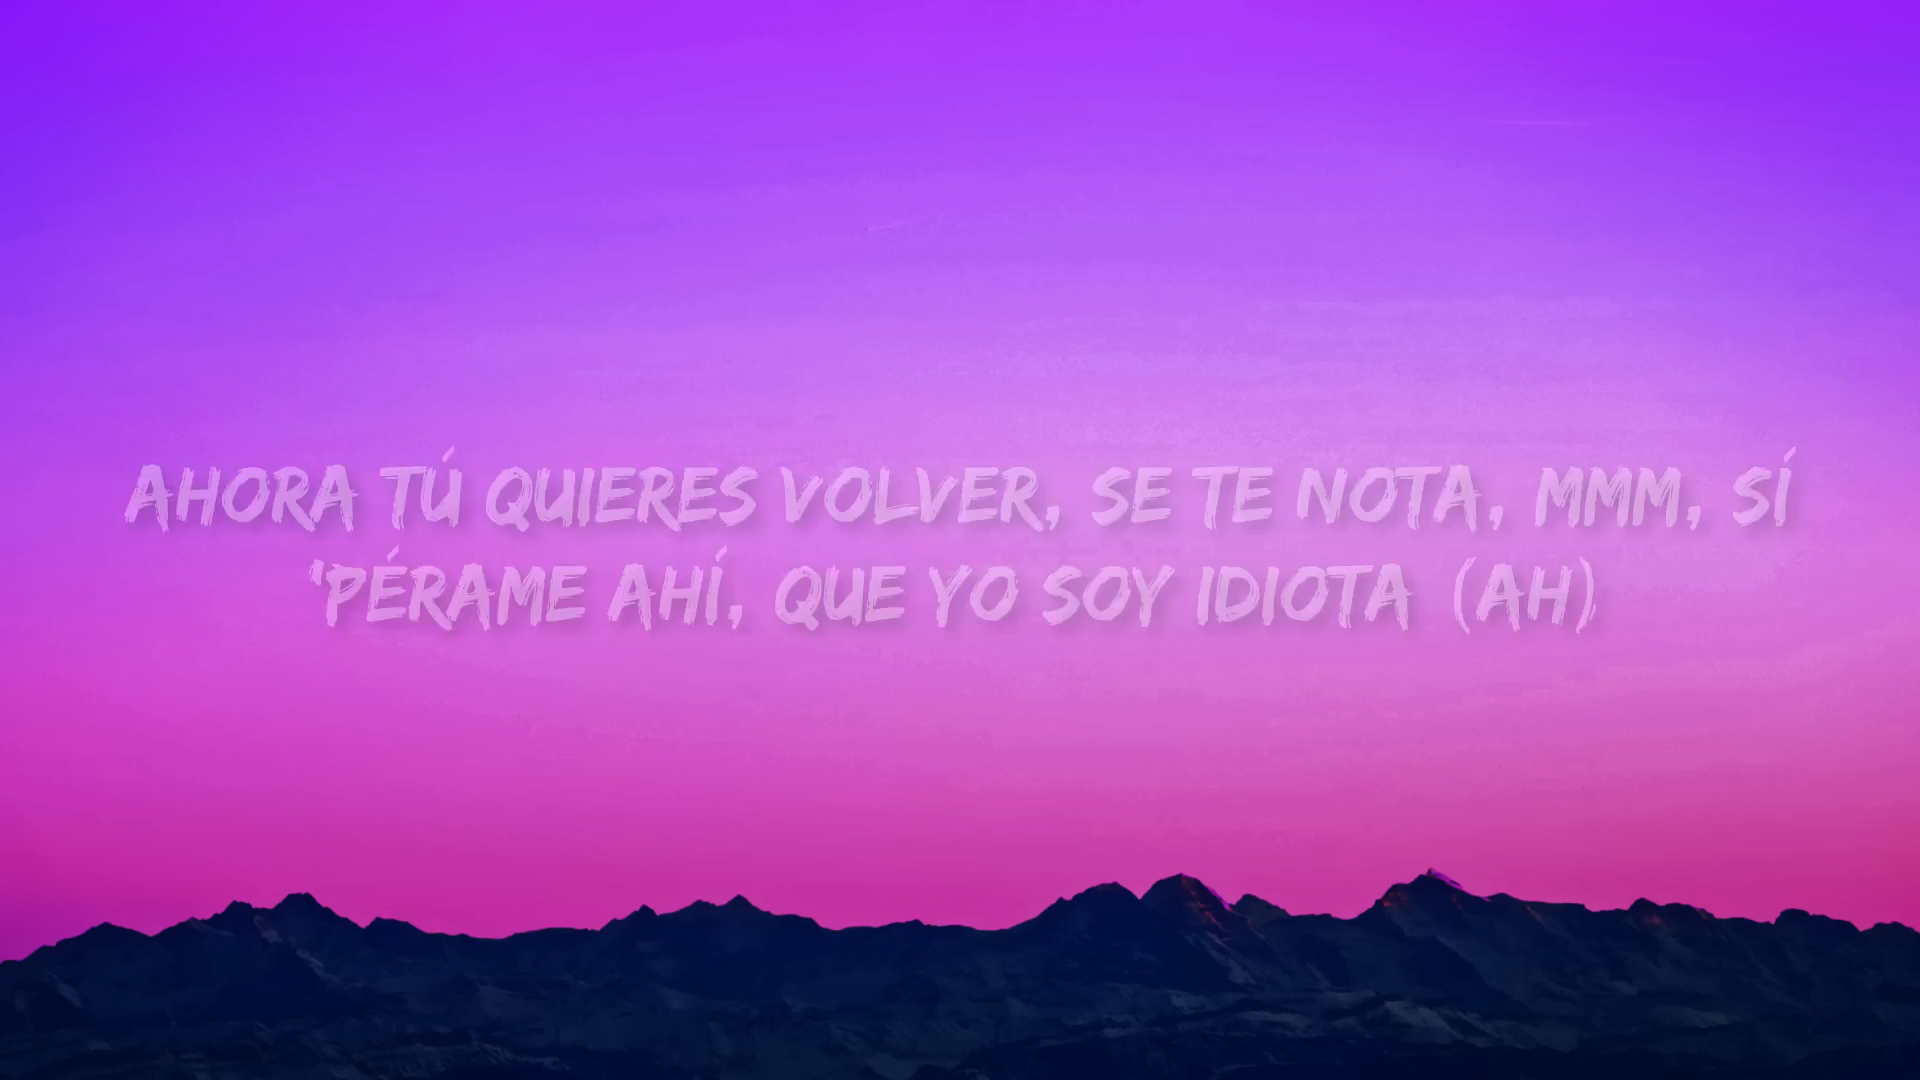 AHORA TÚ QUIERES VOLVER, SE TE NOTA, MMM, SÍ
'PÉRAME AHÍ, QUE YO SOY IDIOTA (AH)